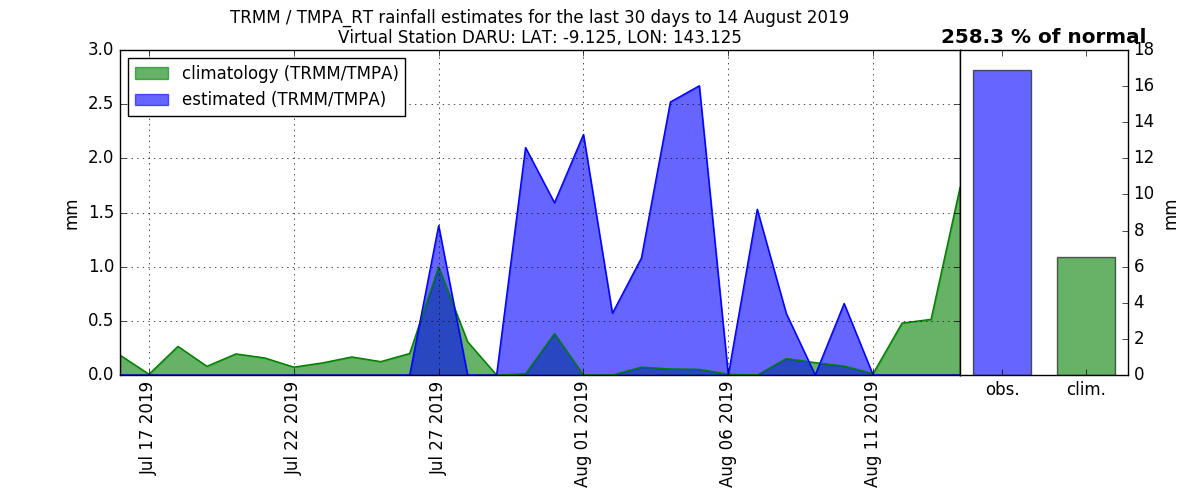 TRMM / TMPA_RT rainfall estimates for the last 30 days to 14 August 2019
Virtual Station DARU: LAT: -9.125, LON: 143.125
258.3 % of normal
climatology (TRMM/TMPA)
estimated (TRMM/TMPA)
3.0
2.5
2.0
1.5
1.0
0.5
0.0
mm
Jul 17 2019
Jul 22 2019
Jul 27 2019
Aug 01 2019
Aug 06 2019
Aug 11 2019
18
16
14
12
10
8
6
4
2
0
mm
obs.
clim.